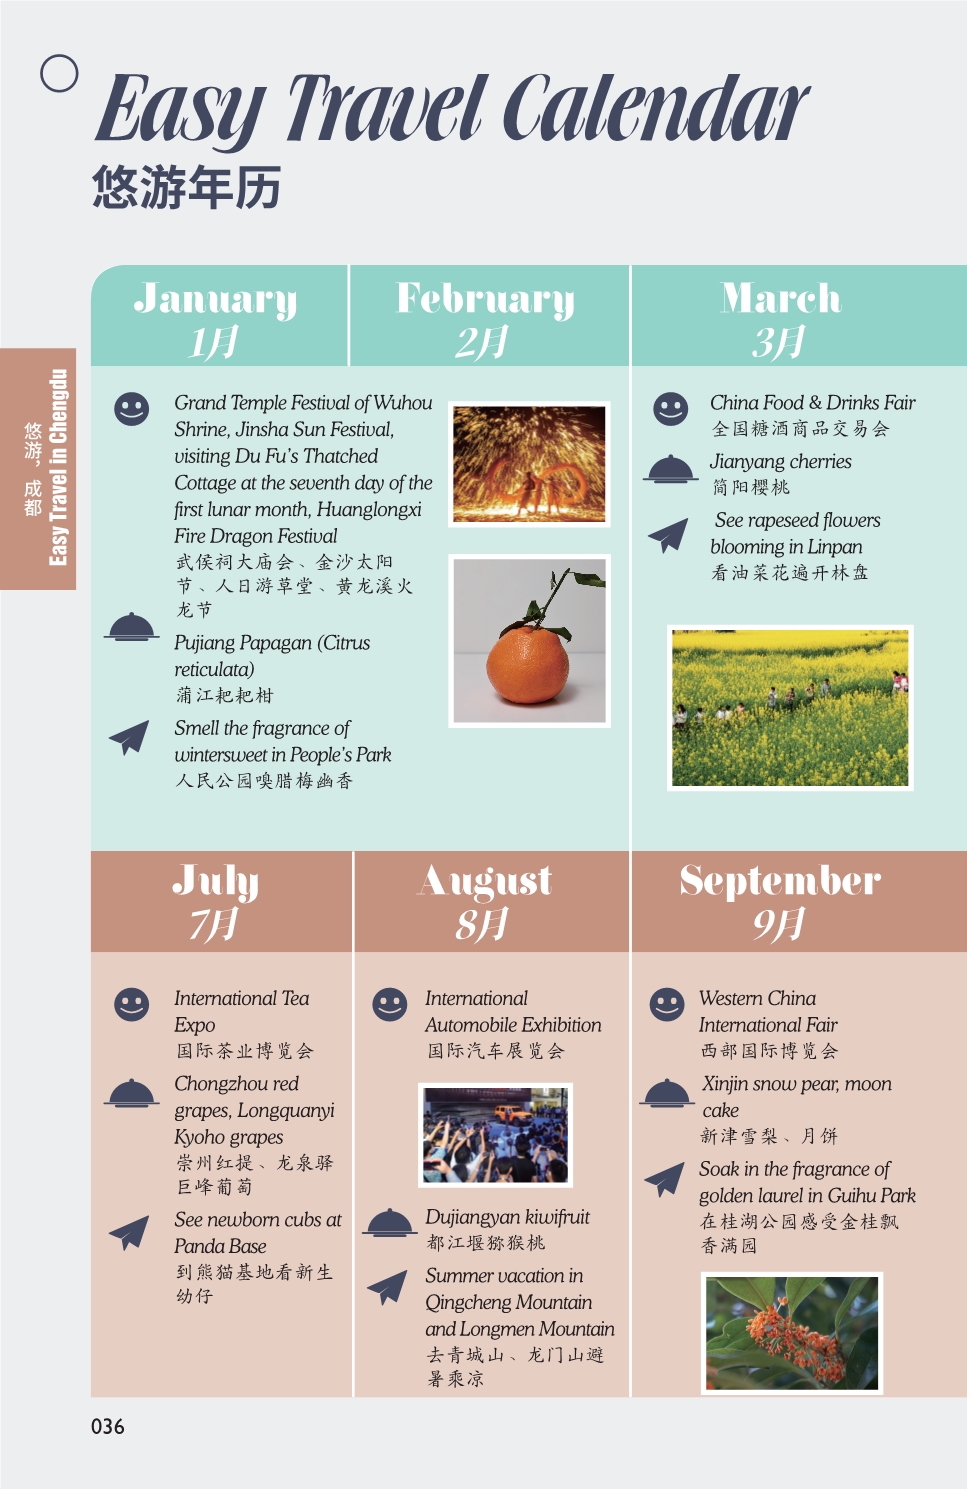 Easy Travel Calendar
悠游年历
悠游，成都
Easy Travel in Chengdu
January
1月
February
2月
March
3月
Grand Temple Festival of Wuhou
Shrine, Jinsha Sun Festival,
visiting Du Fu's Thatched
Cottage at the seventh day of the
first lunar month, Huanglongxi
Fire Dragon Festival
武侯祠大庙会、金沙太阳
节、人日游草堂、黄龙溪火
龙节
Pujiang Papagan (Citrus
reticulata)
蒲江耙耙柑
Smell the fragrance of
wintersweet in People's Park
人民公园嗅腊梅幽香
China Food & Drinks Fair
全国糖酒商品交易会
Jianyang cherries
简阳樱桃
See rapeseed flowers
blooming in Linpan
看油菜花遍开林盘
July
7月
August
8月
September
9月
International Tea
Expo
国际茶业博览会
Chongzhou red
grapes, Longquanyi
Kyoho grapes
崇州红提、龙泉驿
巨峰葡萄
See newborn cubs at
Panda Base
到熊猫基地看新生
幼仔
International
Automobile Exhibition
国际汽车展览会
Dujiangyan kiwifruit
都江堰猕猴桃
Summer vacation in
Qingcheng Mountain
and Longmen Mountain
去青城山、龙门山避
暑乘凉
Western China
International Fair
西部国际博览会
Xinjin snow pear, moon
cake
新津雪梨、月饼
Soak in the fragrance of
golden laurel in Guihu Park
在桂湖公园感受金桂飘
香满园
036